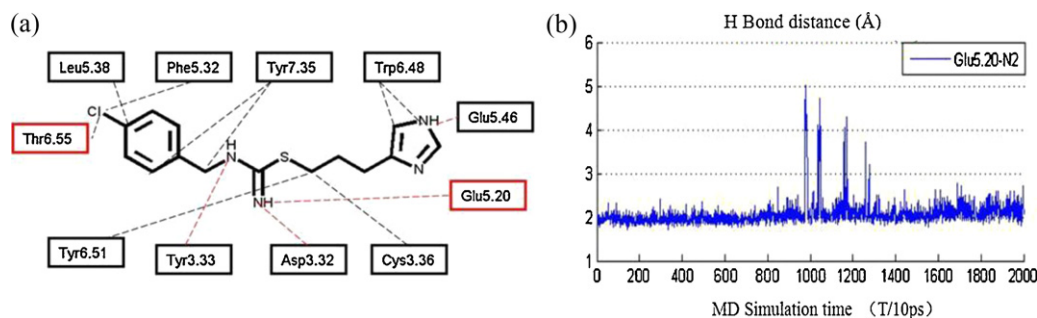 (a)
Leu5.38 Phe5.32 Tyr7.35 Trp6.48
Cl
NH
Glu5.46
Thr6.55
H
N
S
N
NH
Glu5.20
Tyr6.51 Tyr3.33 Asp3.32 Cys3.36
(b)
H Bond distance (Å)
Glu5.20-N2
6
5
4
3
2
1
0 200 400 600 800 1000 1200 1400 1600 1800 2000
MD Simulation time （T/10ps）